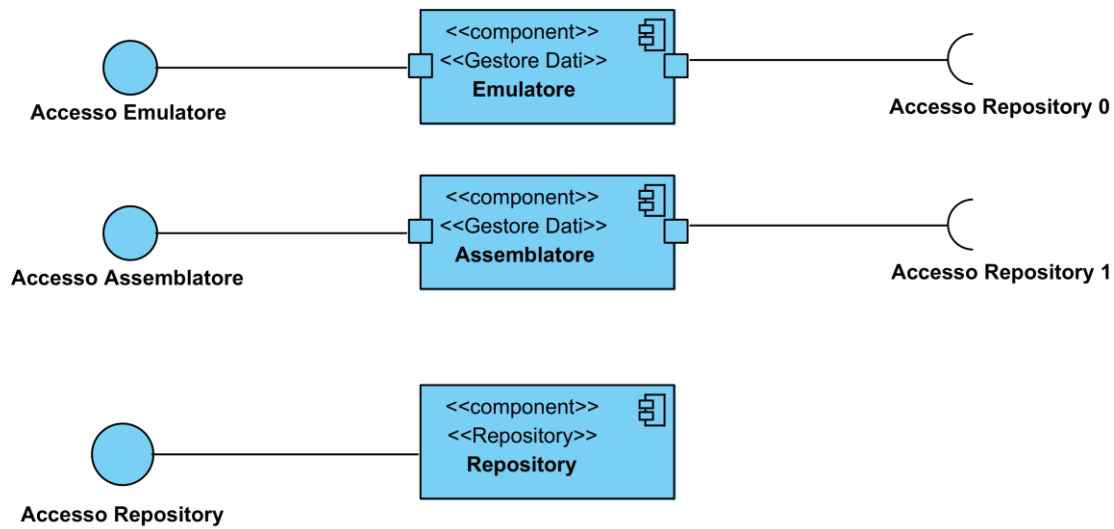 <<component>>
<<Gestore Dati>>
Emulatore
Accesso Emulatore
Accesso Repository 0
<<component>>
<<Gestore Dati>>
Assemblatore
Accesso Assemblatore
Accesso Repository 1
<<component>>
<<Repository>>
Repository
Accesso Repository